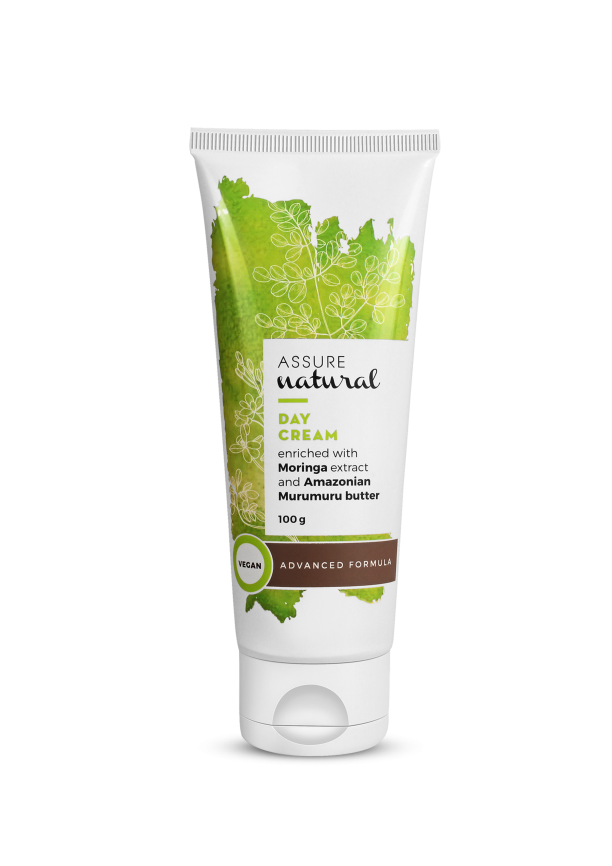 ASSURE
natural
DAY
CREAM
enriched with
Moringa extract
and Amazonian
Murumuru butter
100 g
VEGAN
ADVANCED FORMULA